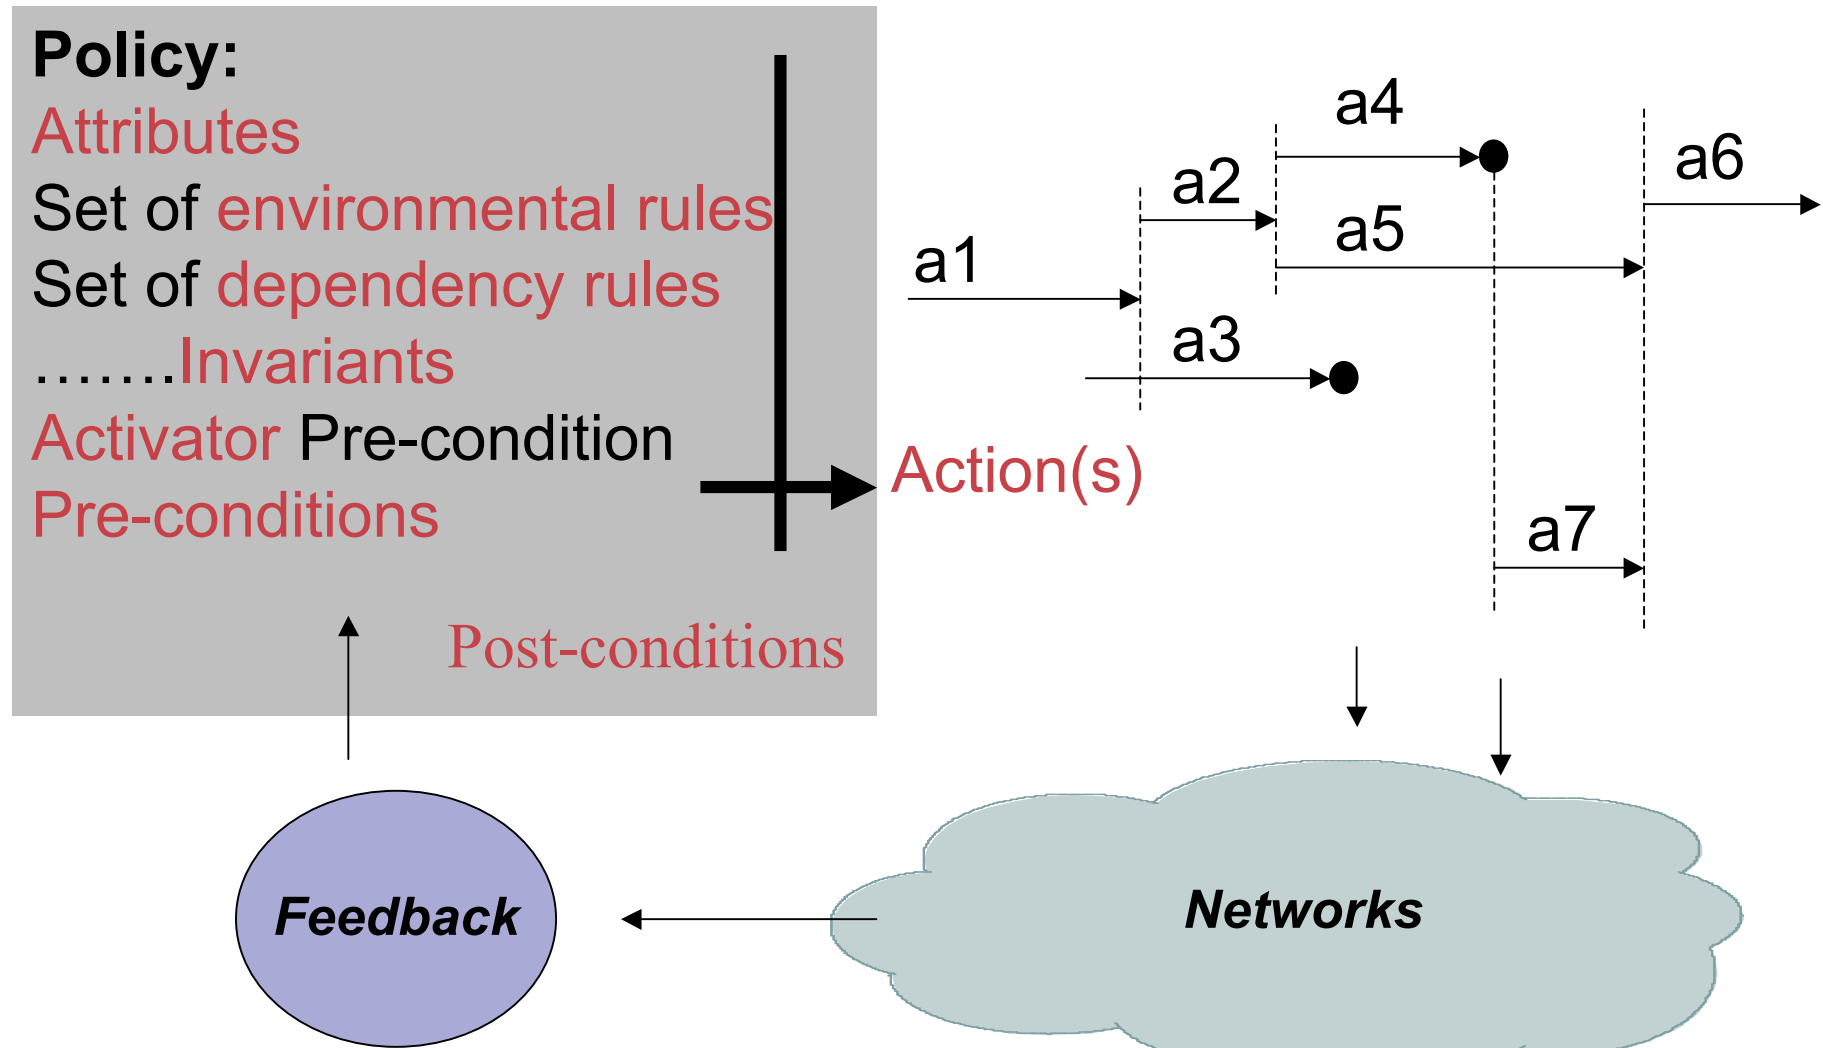 Policy:
Attributes
Set of environmental rules
Set of dependency rules
…….Invariants
Activator Pre-condition
Pre-conditions
Post-conditions
Action(s)
a1
a2
a3
a4
a5
a6
a7
Feedback
Networks